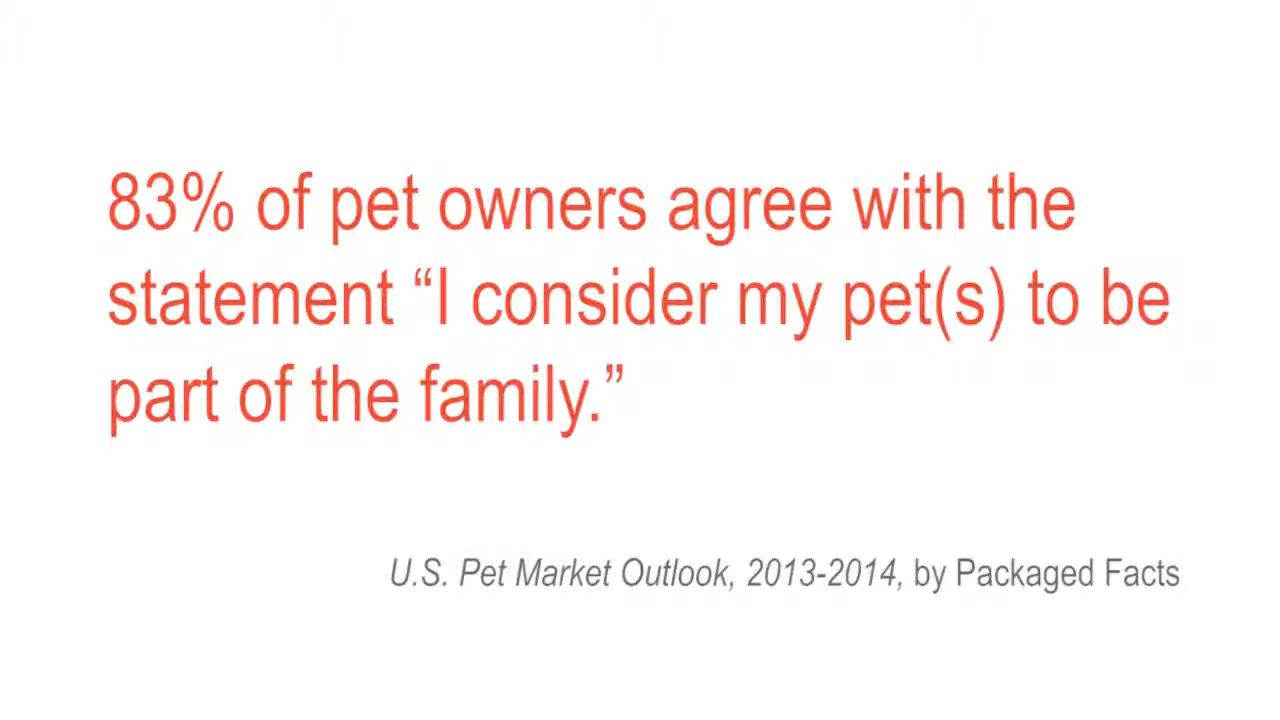 83% of pet owners agree with the
statement “I consider my pet(s) to be
part of the family.”
U.S. Pet Market Outlook, 2013-2014, by Packaged Facts